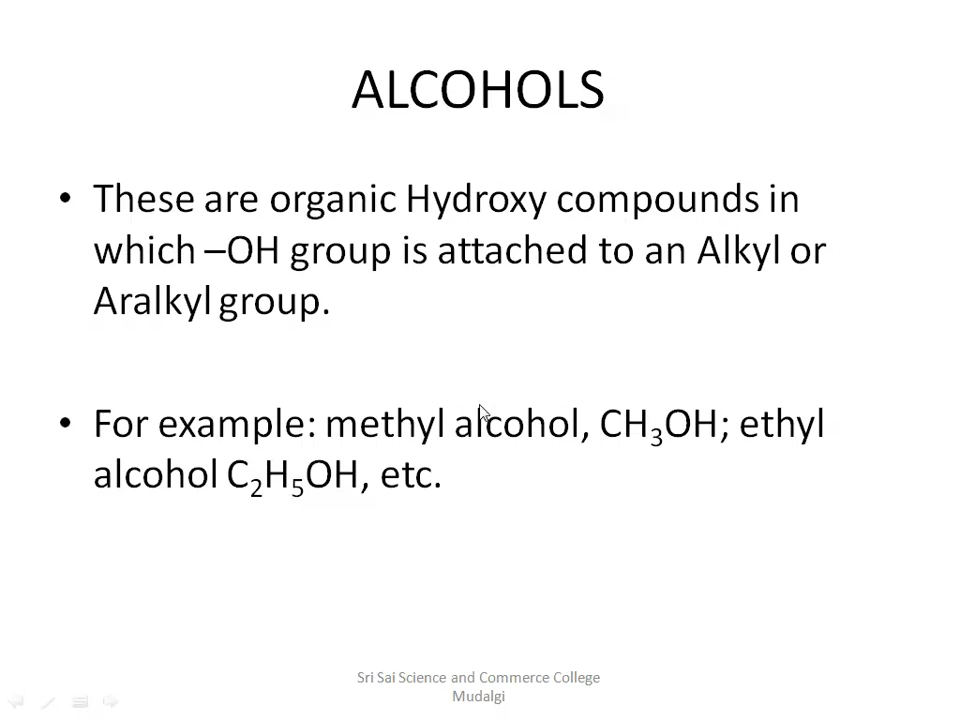 ALCOHOLS
• These are organic Hydroxy compounds in
which –OH group is attached to an Alkyl or
Aralkyl group.
• For example: methyl alcohol, CH₃OH; ethyl
alcohol C₂H₅OH, etc.
Sri Sai Science and Commerce College
Mudalgi